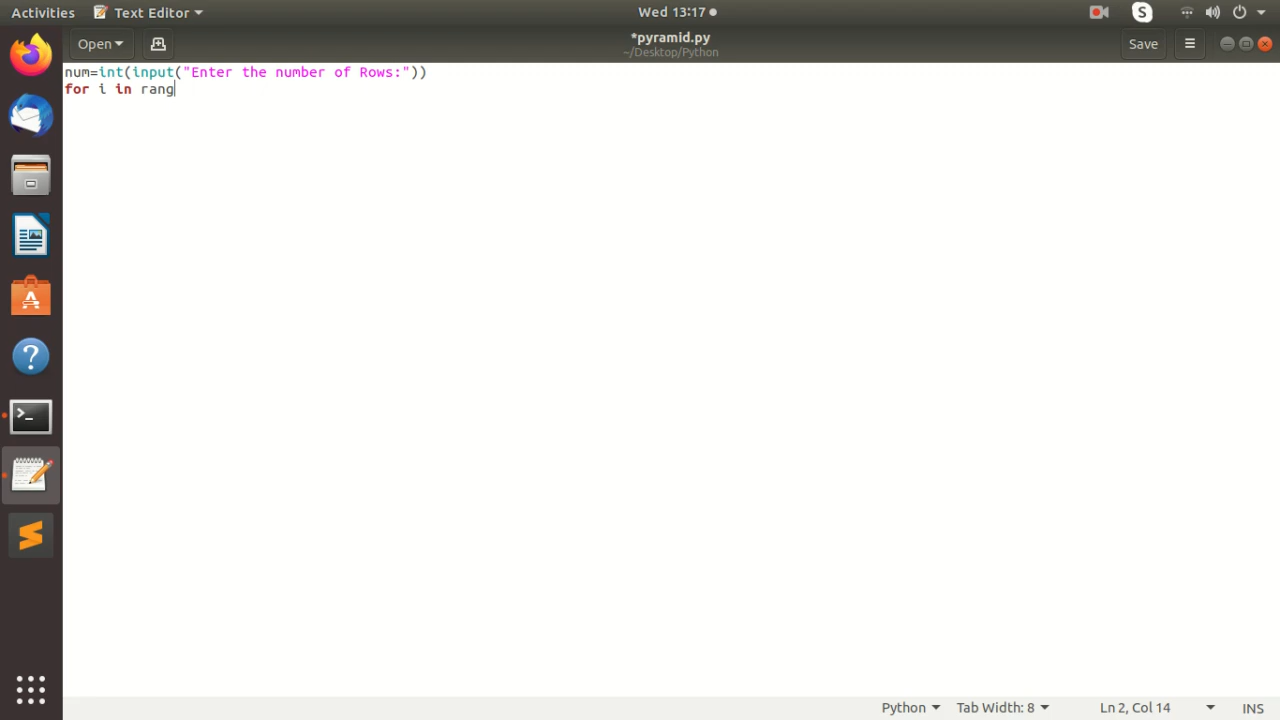 Activities Text Editor Wed 13:17
Open *pyramid.py Save
~/Desktop/Python
num=int(input("Enter the number of Rows:"))
for i in rang
Python Tab Width: 8 Ln 2, Col 14 INS